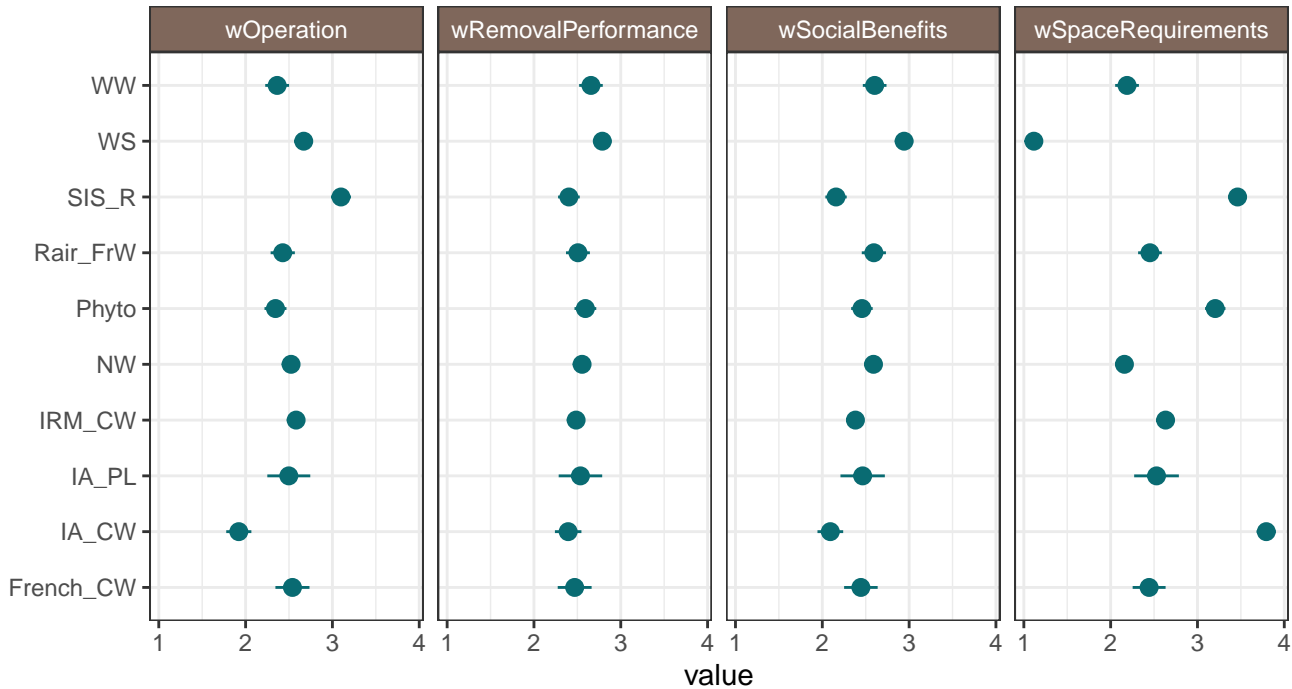 wOperation wRemovalPerformance wSocialBenefits wSpaceRequirements
WW
WS
SIS_R
Rair_FrW
Phyto
NW
IRM_CW
IA_PL
IA_CW
French_CW
1 2 3 4 1 2 3 4 1 2 3 4 1 2 3 4
value